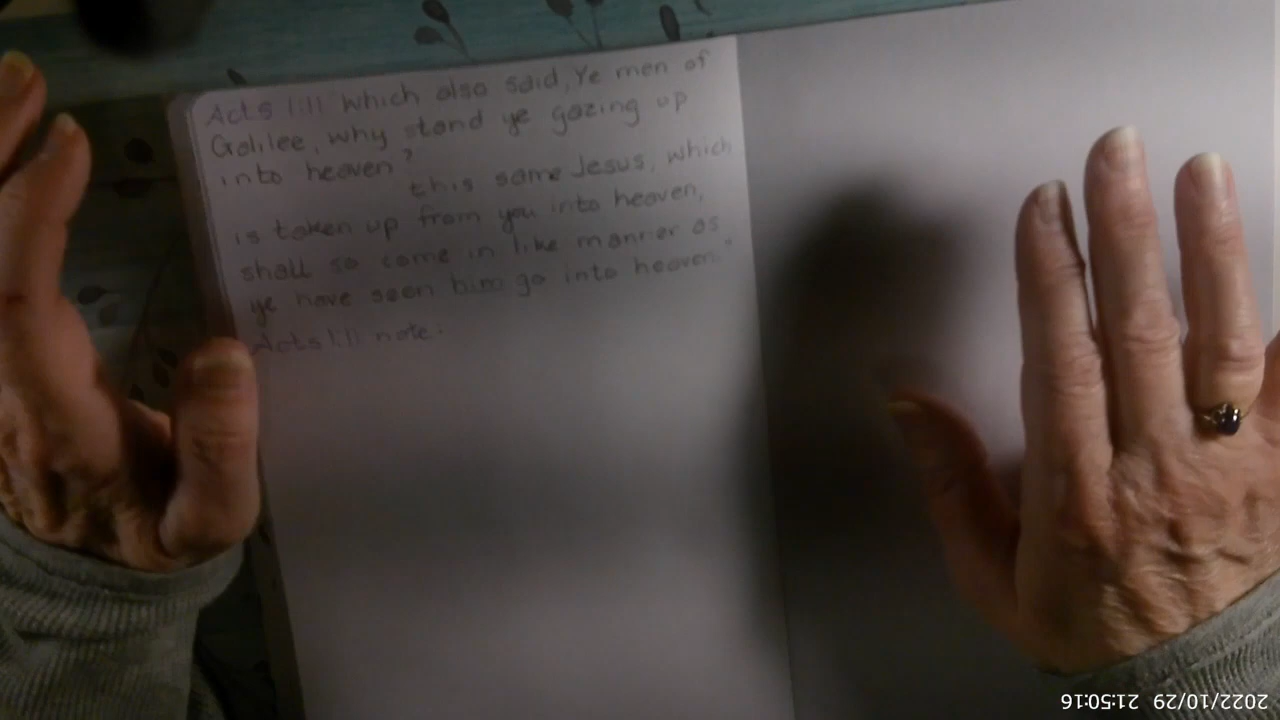 Acts 1:11 "Which also said, Ye men of
Galilee, why stand ye gazing up
into heaven?
this same Jesus, which
is taken up from you into heaven,
shall so come in like manner as
ye have seen him go into heaven."
Acts 1:11 note:
2022/10/29 21:50:16